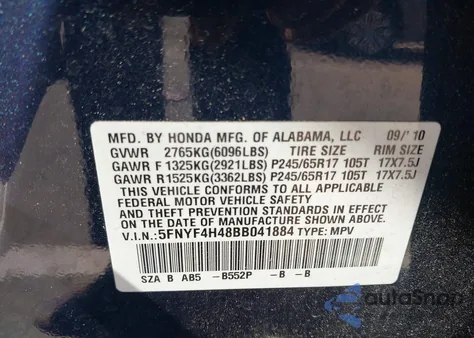 MFD. BY HONDA MFG. OF ALABAMA, LLC 09/'10
GVWR 2765KG(6096LBS) TIRE SIZE RIM SIZE
GAWR F 1325KG(2921LBS) P245/65R17 105T 17X7.5J
GAWR R1525KG(3362LBS) P245/65R17 105T 17X7.5J
THIS VEHICLE CONFORMS TO ALL APPLICABLE
FEDERAL MOTOR VEHICLE SAFETY
AND THEFT PREVENTION STANDARDS IN EFFECT ON
THE DATE OF MANUFACTURE SHOWN ABOVE.
V.I.N.:5FNYF4H48BB041884 TYPE: MPV
SZA B AB5 -B552P -B -B
autoSnap